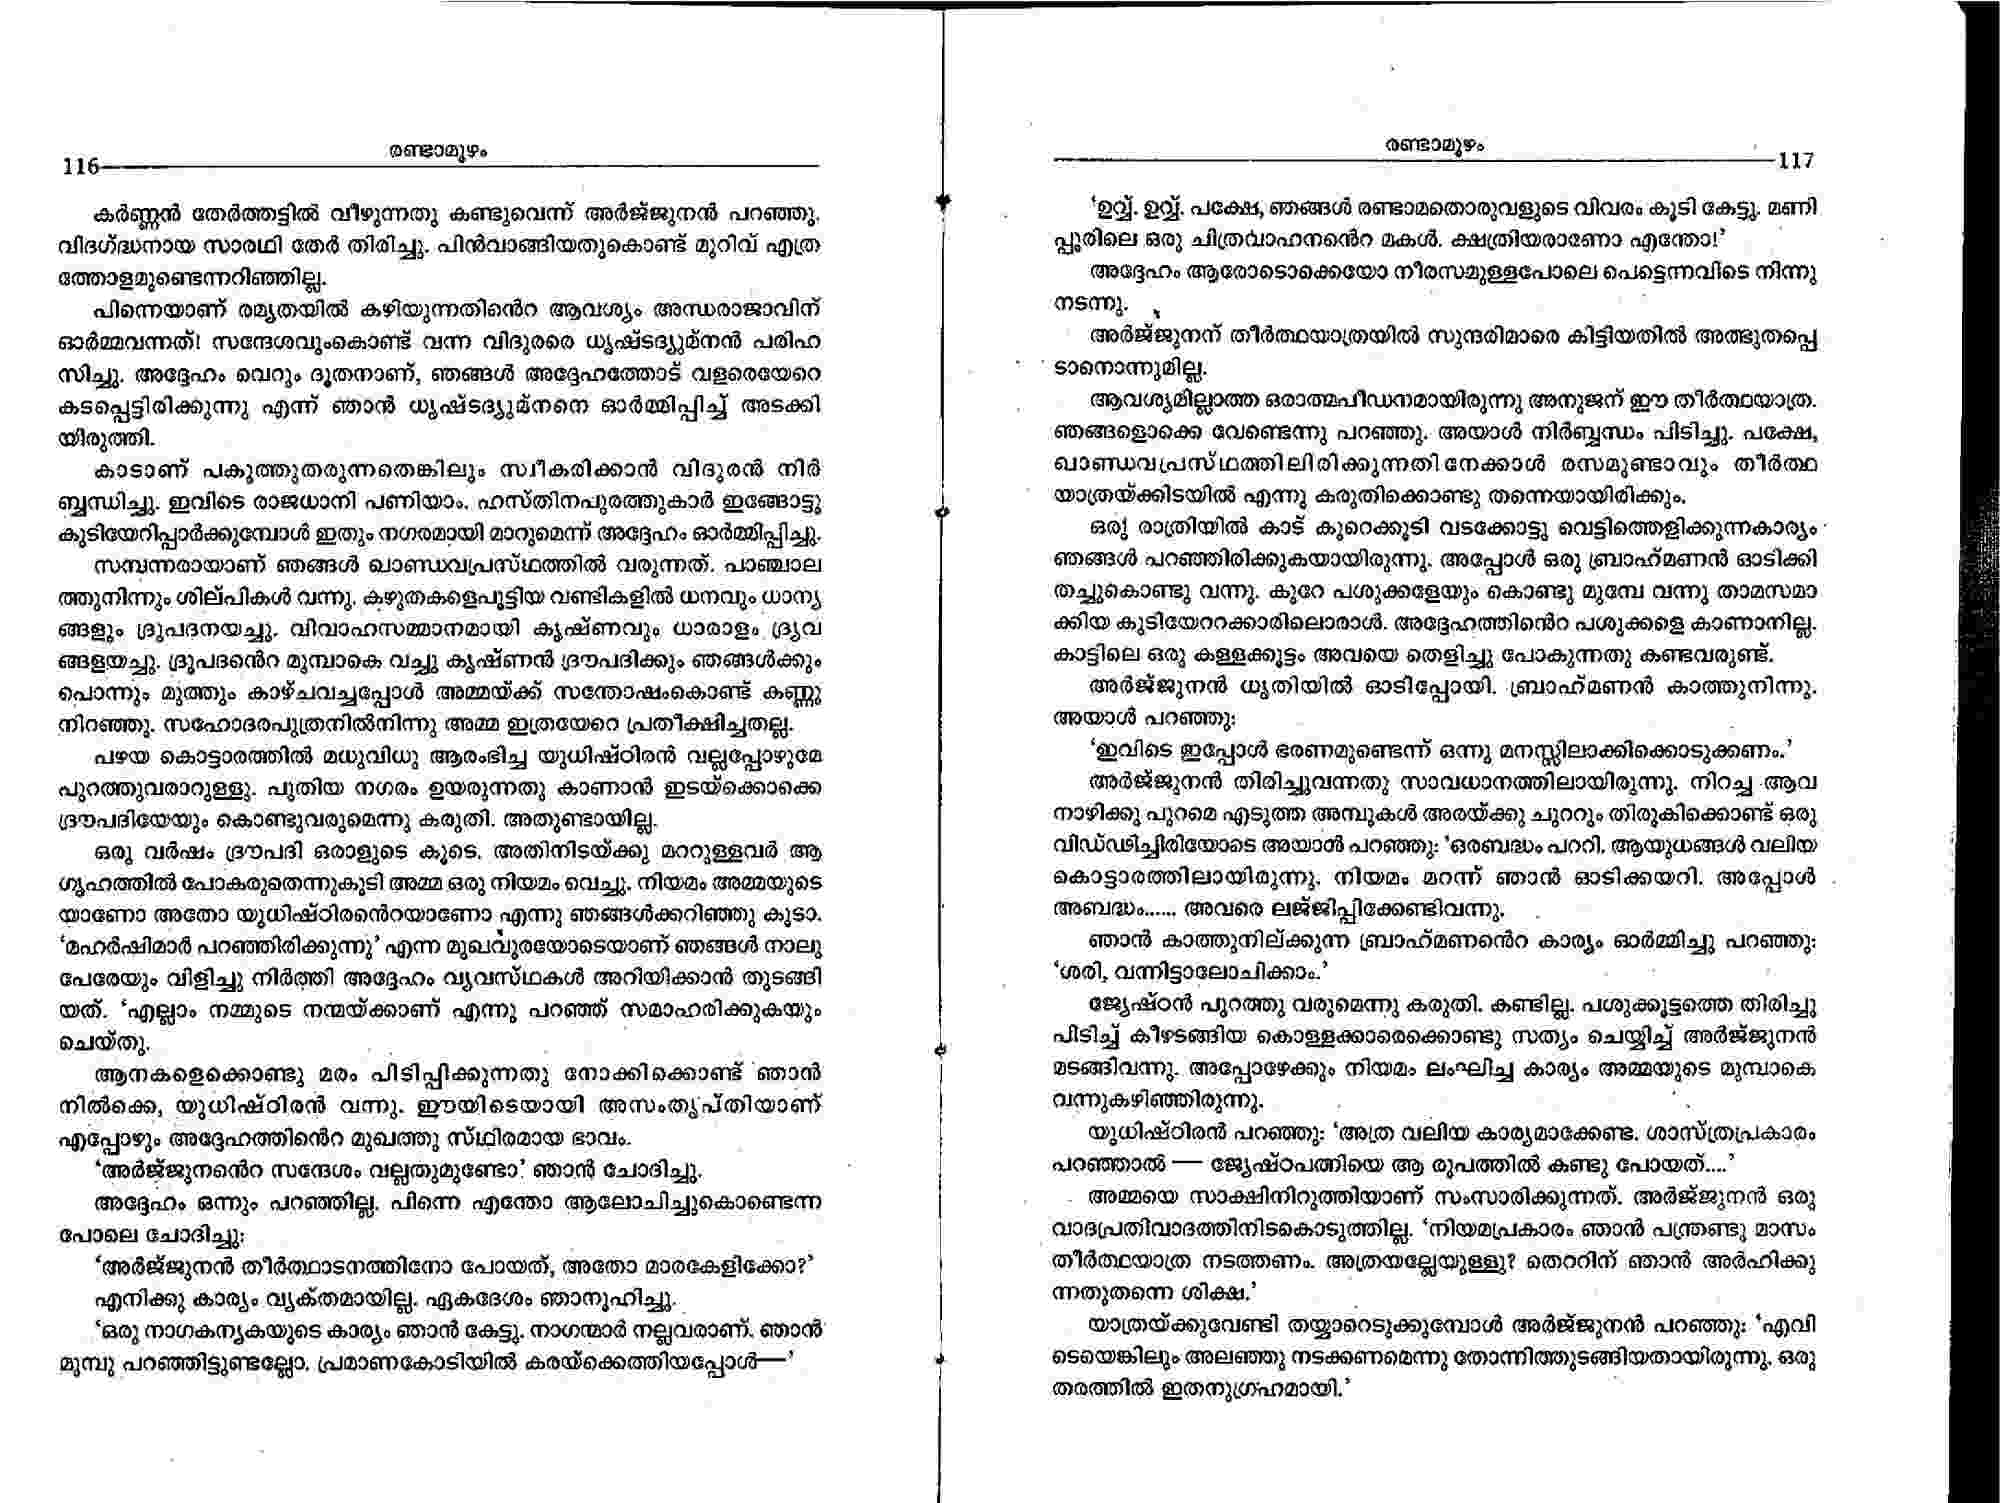 116
രണ്ടാമൂഴം
കർണ്ണൻ തേർത്തട്ടിൽ വീഴുന്നതു കണ്ടുവെന്ന് അർജ്ജുനൻ പറഞ്ഞു.
വിദഗ്ദ്ധനായ സാരഥി തേർ തിരിച്ചു. പിൻവാങ്ങിയതുകൊണ്ട് മുറിവ് എത്ര
ത്തോളമുണ്ടെന്നറിഞ്ഞില്ല.
പിന്നെയാണ് രമ്യതയിൽ കഴിയുന്നതിൻെറ ആവശ്യം അന്ധരാജാവിന്
ഓർമ്മവന്നത്! സന്ദേശവുംകൊണ്ട് വന്ന വിദുരരെ ധൃഷ്ടദ്യുമ്നൻ പരിഹ
സിച്ചു. അദ്ദേഹം വെറും ദൂതനാണ്, ഞങ്ങൾ അദ്ദേഹത്തോട് വളരെയേറെ
കടപ്പെട്ടിരിക്കുന്നു എന്ന് ഞാൻ ധൃഷ്ടദ്യുമ്നനെ ഓർമ്മിപ്പിച്ച് അടക്കി
യിരുത്തി.
കാടാണ് പകുത്തുതരുന്നതെങ്കിലും സ്വീകരിക്കാൻ വിദുരൻ നിർ
ബ്ബന്ധിച്ചു. ഇവിടെ രാജധാനി പണിയാം. ഹസ്തിനപുരത്തുകാർ ഇങ്ങോട്ടു
കുടിയേറിപ്പാർക്കുമ്പോൾ ഇതും നഗരമായി മാറുമെന്ന് അദ്ദേഹം ഓർമ്മിപ്പിച്ചു.
സമ്പന്നരായാണ് ഞങ്ങൾ ഖാണ്ഡവപ്രസ്ഥത്തിൽ വരുന്നത്. പാഞ്ചാല
ത്തുനിന്നും ശില്പികൾ വന്നു. കഴുതകളെപൂട്ടിയ വണ്ടികളിൽ ധനവും ധാന്യ
ങ്ങളും ദ്രുപദനയച്ചു. വിവാഹസമ്മാനമായി കൃഷ്ണവും ധാരാളം ദ്രവ്യ
ങ്ങളയച്ചു. ദ്രുപദൻെറ മുമ്പാകെ വച്ചു കൃഷ്ണൻ ദ്രൗപദിക്കും ഞങ്ങൾക്കും
പൊന്നും മുത്തും കാഴ്ചവച്ചപ്പോൾ അമ്മയ്ക്ക് സന്തോഷംകൊണ്ട് കണ്ണു
നിറഞ്ഞു. സഹോദരപുത്രനിൽനിന്നു അമ്മ ഇത്രയേറെ പ്രതീക്ഷിച്ചതല്ല.
പഴയ കൊട്ടാരത്തിൽ മധുവിധു ആരംഭിച്ച യുധിഷ്ഠിരൻ വല്ലപ്പോഴുമേ
പുറത്തുവരാറുള്ളു. പുതിയ നഗരം ഉയരുന്നതു കാണാൻ ഇടയ്ക്കൊക്കെ
ദ്രൗപദിയേയും കൊണ്ടുവരുമെന്നു കരുതി. അതുണ്ടായില്ല.
ഒരു വർഷം ദ്രൗപദി ഒരാളുടെ കൂടെ. അതിനിടയ്ക്കു മററുള്ളവർ ആ
ഗൃഹത്തിൽ പോകരുതെന്നുകൂടി അമ്മ ഒരു നിയമം വെച്ചു. നിയമം അമ്മയുടെ
യാണോ അതോ യുധിഷ്ഠിരൻെറയാണോ എന്നു ഞങ്ങൾക്കറിഞ്ഞു കൂടാ.
‘മഹർഷിമാർ പറഞ്ഞിരിക്കുന്നു’ എന്ന മുഖവുരയോടെയാണ് ഞങ്ങൾ നാലു
പേരേയും വിളിച്ചു നിർത്തി അദ്ദേഹം വ്യവസ്ഥകൾ അറിയിക്കാൻ തുടങ്ങി
യത്. ‘എല്ലാം നമ്മുടെ നന്മയ്ക്കാണ് എന്നു പറഞ്ഞ് സമാഹരിക്കുകയും
ചെയ്തു.
ആനകളെക്കൊണ്ടു മരം പിടിപ്പിക്കുന്നതു നോക്കിക്കൊണ്ട് ഞാൻ
നിൽക്കെ, യുധിഷ്ഠിരൻ വന്നു. ഈയിടെയായി അസംതൃപ്തിയാണ്
എപ്പോഴും അദ്ദേഹത്തിൻെറ മുഖത്തു സ്ഥിരമായ ഭാവം.
‘അർജ്ജുനൻെറ സന്ദേശം വല്ലതുമുണ്ടോ’ ഞാൻ ചോദിച്ചു.
അദ്ദേഹം ഒന്നും പറഞ്ഞില്ല. പിന്നെ എന്തോ ആലോചിച്ചുകൊണ്ടെന്ന
പോലെ ചോദിച്ചു:
‘അർജ്ജുനൻ തീർത്ഥാടനത്തിനോ പോയത്, അതോ മാരകേളിക്കോ?’
എനിക്കു കാര്യം വ്യക്തമായില്ല. ഏകദേശം ഞാനൂഹിച്ചു.
‘ഒരു നാഗകന്യകയുടെ കാര്യം ഞാൻ കേട്ടു. നാഗന്മാർ നല്ലവരാണ്. ഞാൻ
മുമ്പു പറഞ്ഞിട്ടുണ്ടല്ലോ. പ്രമാണകോടിയിൽ കരയ്ക്കെത്തിയപ്പോൾ—’
രണ്ടാമൂഴം
117
‘ഉവ്വ്. ഉവ്വ്. പക്ഷേ, ഞങ്ങൾ രണ്ടാമതൊരുവളുടെ വിവരം കൂടി കേട്ടു. മണി
പ്പൂരിലെ ഒരു ചിത്രവാഹനൻെറ മകൾ. ക്ഷത്രിയരാണോ എന്തോ!’
അദ്ദേഹം ആരോടൊക്കെയോ നീരസമുള്ളപോലെ പെട്ടെന്നവിടെ നിന്നു
നടന്നു.
അർജ്ജുനന് തീർത്ഥയാത്രയിൽ സുന്ദരിമാരെ കിട്ടിയതിൽ അത്ഭുതപ്പെ
ടാനൊന്നുമില്ല.
ആവശ്യമില്ലാത്ത ഒരാത്മപീഡനമായിരുന്നു അനുജന് ഈ തീർത്ഥയാത്ര.
ഞങ്ങളൊക്കെ വേണ്ടെന്നു പറഞ്ഞു. അയാൾ നിർബ്ബന്ധം പിടിച്ചു. പക്ഷേ,
ഖാണ്ഡവപ്രസ്ഥത്തിലിരിക്കുന്നതിനേക്കാൾ രസമുണ്ടാവും തീർത്ഥ
യാത്രയ്ക്കിടയിൽ എന്നു കരുതിക്കൊണ്ടു തന്നെയായിരിക്കും.
ഒരു രാത്രിയിൽ കാട് കുറെക്കൂടി വടക്കോട്ടു വെട്ടിത്തെളിക്കുന്നകാര്യം
ഞങ്ങൾ പറഞ്ഞിരിക്കുകയായിരുന്നു. അപ്പോൾ ഒരു ബ്രാഹ്മണൻ ഓടിക്കി
തച്ചുകൊണ്ടു വന്നു. കുറേ പശുക്കളേയും കൊണ്ടു മുമ്പേ വന്നു താമസമാ
ക്കിയ കുടിയേററക്കാരിലൊരാൾ. അദ്ദേഹത്തിൻെറ പശുക്കളെ കാണാനില്ല.
കാട്ടിലെ ഒരു കള്ളക്കൂട്ടം അവയെ തെളിച്ചു പോകുന്നതു കണ്ടവരുണ്ട്.
അർജ്ജുനൻ ധൃതിയിൽ ഓടിപ്പോയി. ബ്രാഹ്മണൻ കാത്തുനിന്നു.
അയാൾ പറഞ്ഞു:
‘ഇവിടെ ഇപ്പോൾ ഭരണമുണ്ടെന്ന് ഒന്നു മനസ്സിലാക്കിക്കൊടുക്കണം.’
അർജ്ജുനൻ തിരിച്ചുവന്നതു സാവധാനത്തിലായിരുന്നു. നിറച്ച ആവ
നാഴിക്കു പുറമെ എടുത്ത അമ്പുകൾ അരയ്ക്കു ചുററും തിരുകിക്കൊണ്ട് ഒരു
വിഡ്ഢിച്ചിരിയോടെ അയാൾ പറഞ്ഞു: ‘ഒരബദ്ധം പററി. ആയുധങ്ങൾ വലിയ
കൊട്ടാരത്തിലായിരുന്നു. നിയമം മറന്ന് ഞാൻ ഓടിക്കയറി. അപ്പോൾ
അബദ്ധം...... അവരെ ലജ്ജിപ്പിക്കേണ്ടിവന്നു.
ഞാൻ കാത്തുനില്ക്കുന്ന ബ്രാഹ്മണൻെറ കാര്യം ഓർമ്മിച്ചു പറഞ്ഞു:
‘ശരി, വന്നിട്ടാലോചിക്കാം.’
ജ്യേഷ്ഠൻ പുറത്തു വരുമെന്നു കരുതി. കണ്ടില്ല. പശുക്കൂട്ടത്തെ തിരിച്ചു
പിടിച്ച് കീഴടങ്ങിയ കൊള്ളക്കാരെക്കൊണ്ടു സത്യം ചെയ്യിച്ച് അർജ്ജുനൻ
മടങ്ങിവന്നു. അപ്പോഴേക്കും നിയമം ലംഘിച്ച കാര്യം അമ്മയുടെ മുമ്പാകെ
വന്നുകഴിഞ്ഞിരുന്നു.
യുധിഷ്ഠിരൻ പറഞ്ഞു: ‘അത്ര വലിയ കാര്യമാക്കേണ്ട. ശാസ്ത്രപ്രകാരം
പറഞ്ഞാൽ — ജ്യേഷ്ഠപത്നിയെ ആ രൂപത്തിൽ കണ്ടു പോയത്....’
അമ്മയെ സാക്ഷിനിറുത്തിയാണ് സംസാരിക്കുന്നത്. അർജ്ജുനൻ ഒരു
വാദപ്രതിവാദത്തിനിടകൊടുത്തില്ല. ‘നിയമപ്രകാരം ഞാൻ പന്ത്രണ്ടു മാസം
തീർത്ഥയാത്ര നടത്തണം. അത്രയല്ലേയുള്ളു? തെററിന് ഞാൻ അർഹിക്കു
ന്നതുതന്നെ ശിക്ഷ.’
യാത്രയ്ക്കുവേണ്ടി തയ്യാറെടുക്കുമ്പോൾ അർജ്ജുനൻ പറഞ്ഞു: ‘എവി
ടെയെങ്കിലും അലഞ്ഞു നടക്കണമെന്നു തോന്നിത്തുടങ്ങിയതായിരുന്നു. ഒരു
തരത്തിൽ ഇതനുഗ്രഹമായി.’